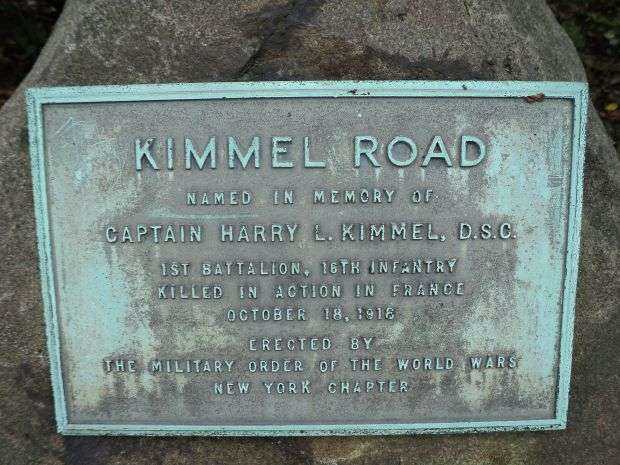 KIMMEL ROAD
NAMED IN MEMORY OF
CAPTAIN HARRY L. KIMMEL, D.S.C.
1ST BATTALION, 16TH INFANTRY
KILLED IN ACTION IN FRANCE
OCTOBER 18, 1918
ERECTED BY
THE MILITARY ORDER OF THE WORLD WARS
NEW YORK CHAPTER